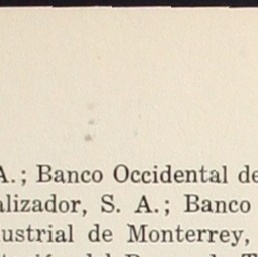 A.; Banco Occidental de
alizador, S. A.; Banco
ustrial de Monterrey,